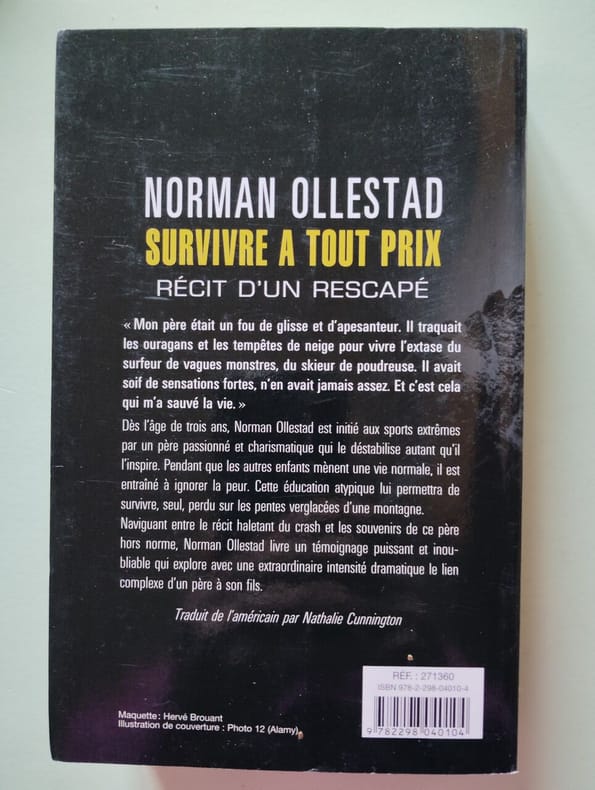 NORMAN OLLESTAD
SURVIVRE A TOUT PRIX
RÉCIT D'UN RESCAPÉ
« Mon père était un fou de glisse et d'apesanteur. Il traquait
les ouragans et les tempêtes de neige pour vivre l'extase du
surfeur de vagues monstres, du skieur de poudreuse. Il avait
soif de sensations fortes, n'en avait jamais assez. Et c'est cela
qui m'a sauvé la vie. »
Dès l'âge de trois ans, Norman Ollestad est initié aux sports extrêmes
par un père passionné et charismatique qui le déstabilise autant qu'il
l'inspire. Pendant que les autres enfants mènent une vie normale, il est
entraîné à ignorer la peur. Cette éducation atypique lui permettra de
survivre, seul, perdu sur les pentes verglacées d'une montagne.
Naviguant entre le récit haletant du crash et les souvenirs de ce père
hors norme, Norman Ollestad livre un témoignage puissant et inou-
bliable qui explore avec une extraordinaire intensité dramatique le lien
complexe d'un père à son fils.
Traduit de l'américain par Nathalie Cunnington
RÉF. : 271360
ISBN 978-2-298-04010-4
9 782298 040104
Maquette : Hervé Brouant
Illustration de couverture : Photo 12 (Alamy).